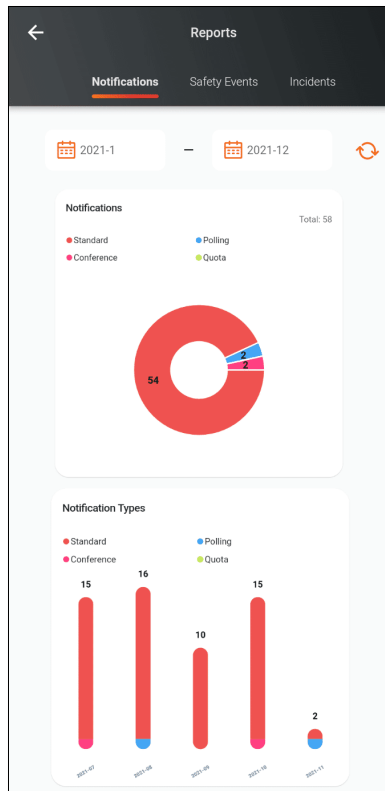 Reports
Notifications Safety Events Incidents
2021-1 – 2021-12
Notifications
Total: 58
Standard Polling
Conference Quota
2
2
54
Notification Types
Standard Polling
Conference Quota
15 16 10 15 2
2021-07 2021-08 2021-09 2021-10 2021-11